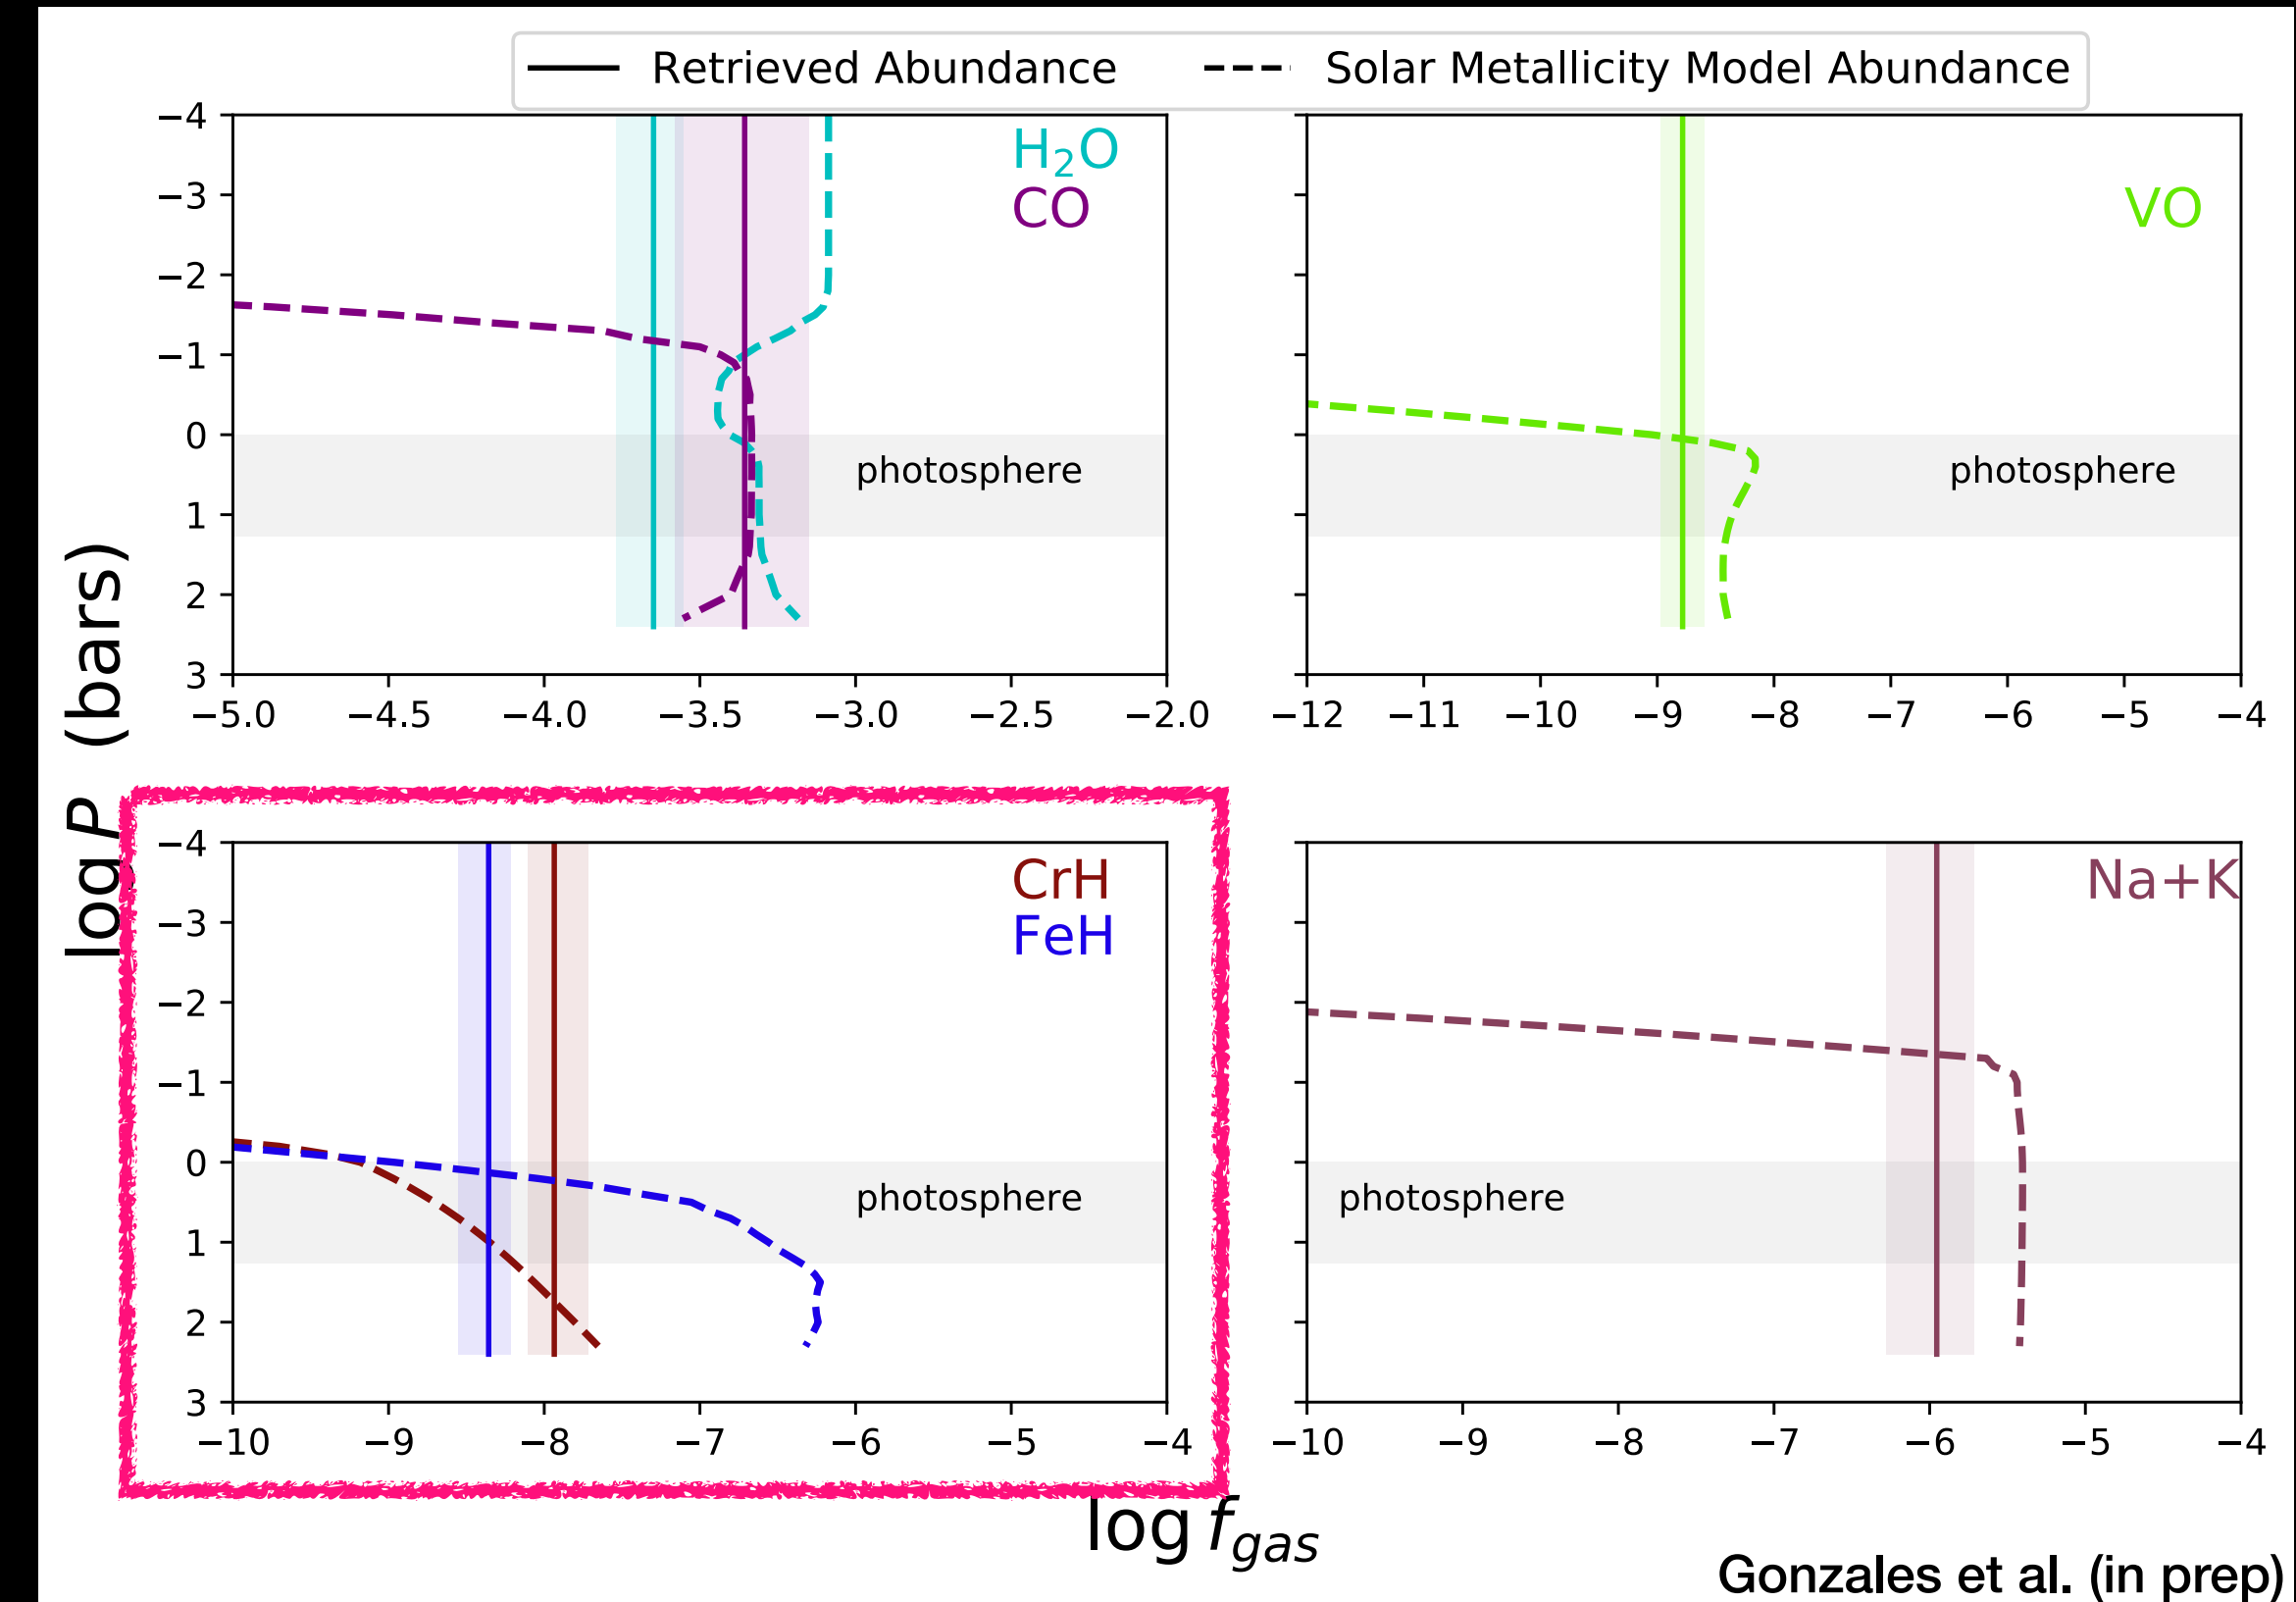 Retrieved Abundance Solar Metallicity Model Abundance
−4
−3
−2
−1
0
1
2
3
H₂O
CO
photosphere
−5.0 −4.5 −4.0 −3.5 −3.0 −2.5 −2.0
VO
photosphere
−12 −11 −10 −9 −8 −7 −6 −5 −4
log P (bars)
−4
−3
−2
−1
0
1
2
3
CrH
FeH
photosphere
−10 −9 −8 −7 −6 −5 −4
Na+K
photosphere
−10 −9 −8 −7 −6 −5 −4
log f_gas
Gonzales et al. (in prep)